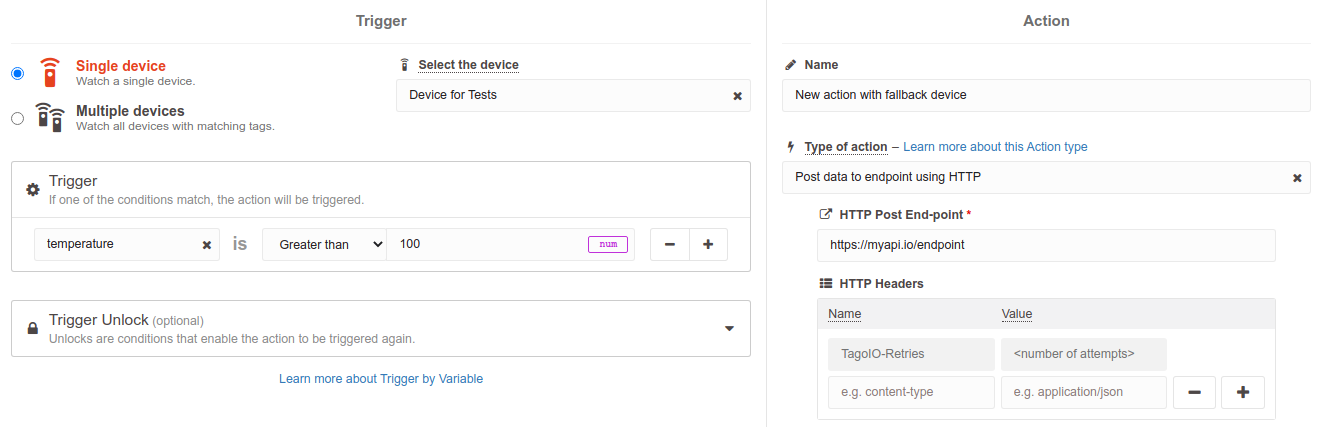 Trigger
Single device
Watch a single device.
Multiple devices
Watch all devices with matching tags.
Select the device
Device for Tests
Trigger
If one of the conditions match, the action will be triggered.
temperature is Greater than 100 num
Trigger Unlock (optional)
Unlocks are conditions that enable the action to be triggered again.
Learn more about Trigger by Variable
Action
Name
New action with fallback device
Type of action – Learn more about this Action type
Post data to endpoint using HTTP
HTTP Post End-point *
https://myapi.io/endpoint
HTTP Headers
Name Value
TagoIO-Retries <number of attempts>
e.g. content-type e.g. application/json